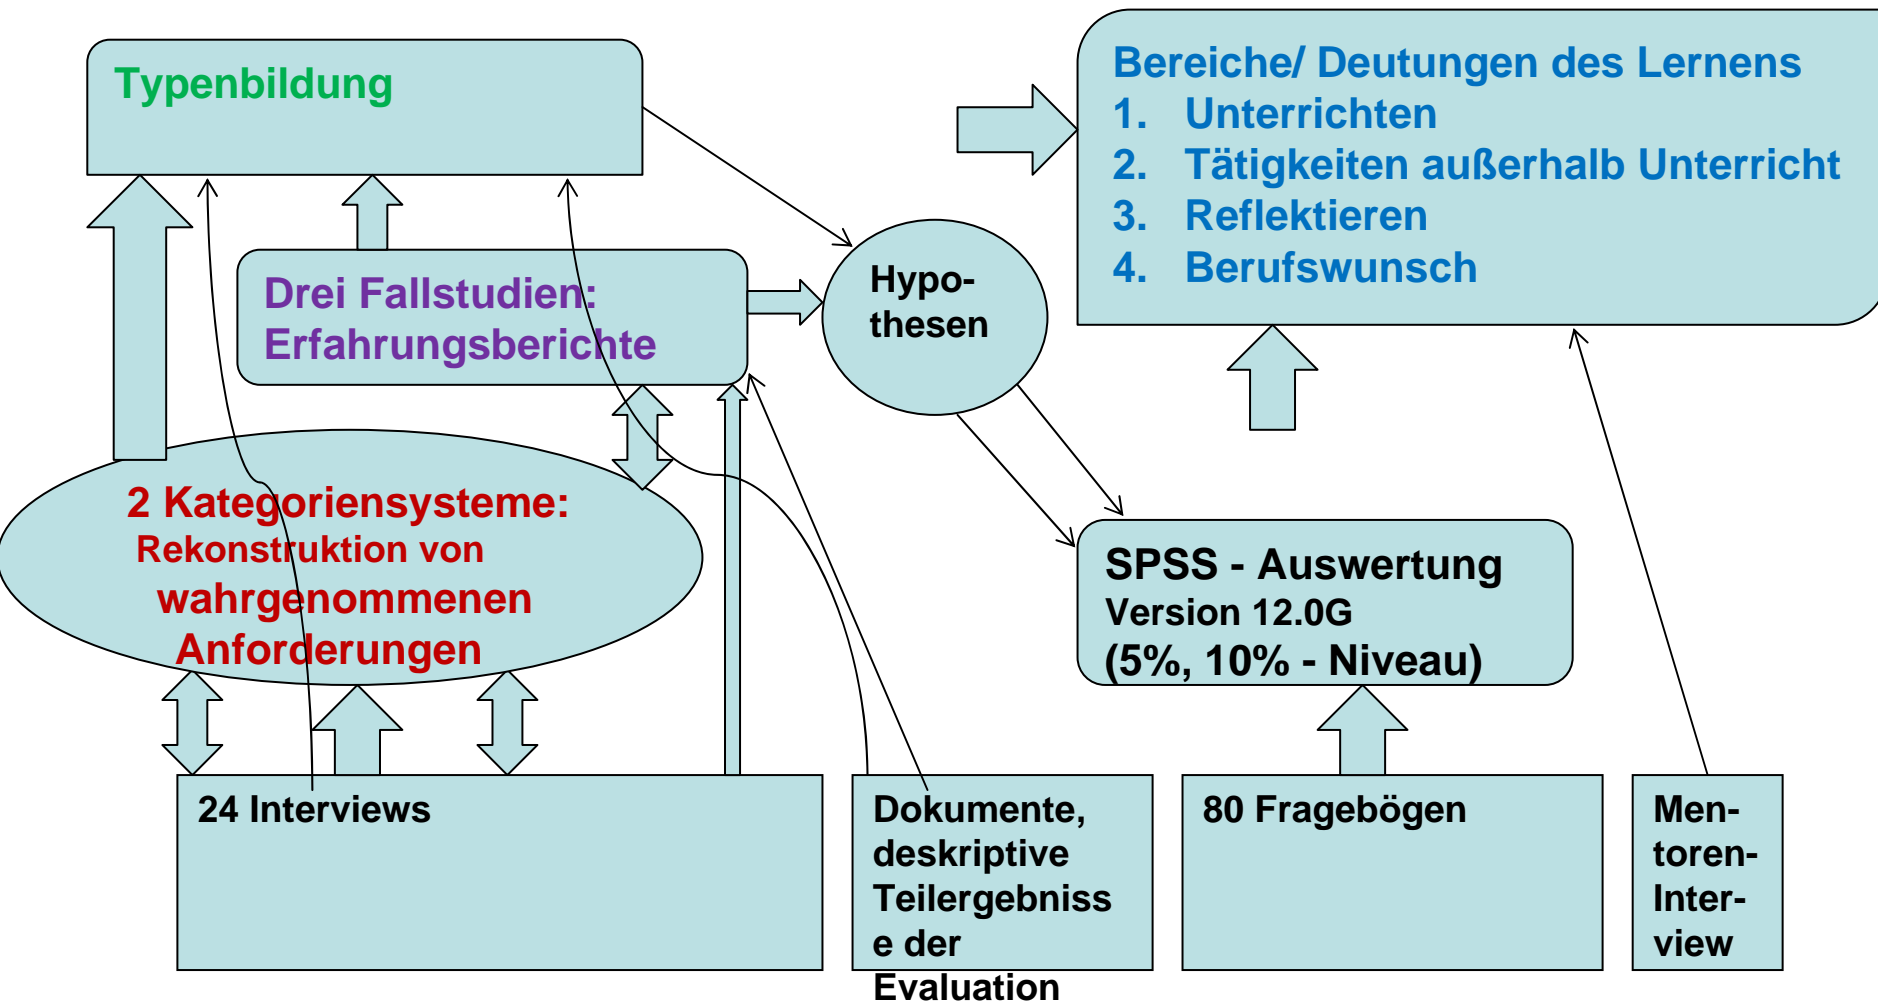 Typenbildung
Bereiche/ Deutungen des Lernens
1. Unterrichten
2. Tätigkeiten außerhalb Unterricht
3. Reflektieren
4. Berufswunsch
Drei Fallstudien:
Erfahrungsberichte
Hypo-
thesen
2 Kategoriensysteme:
Rekonstruktion von
wahrgenommenen
Anforderungen
SPSS - Auswertung
Version 12.0G
(5%, 10% - Niveau)
24 Interviews
Dokumente,
deskriptive
Teilergebniss
e der
Evaluation
80 Fragebögen
Men-
toren-
Inter-
view